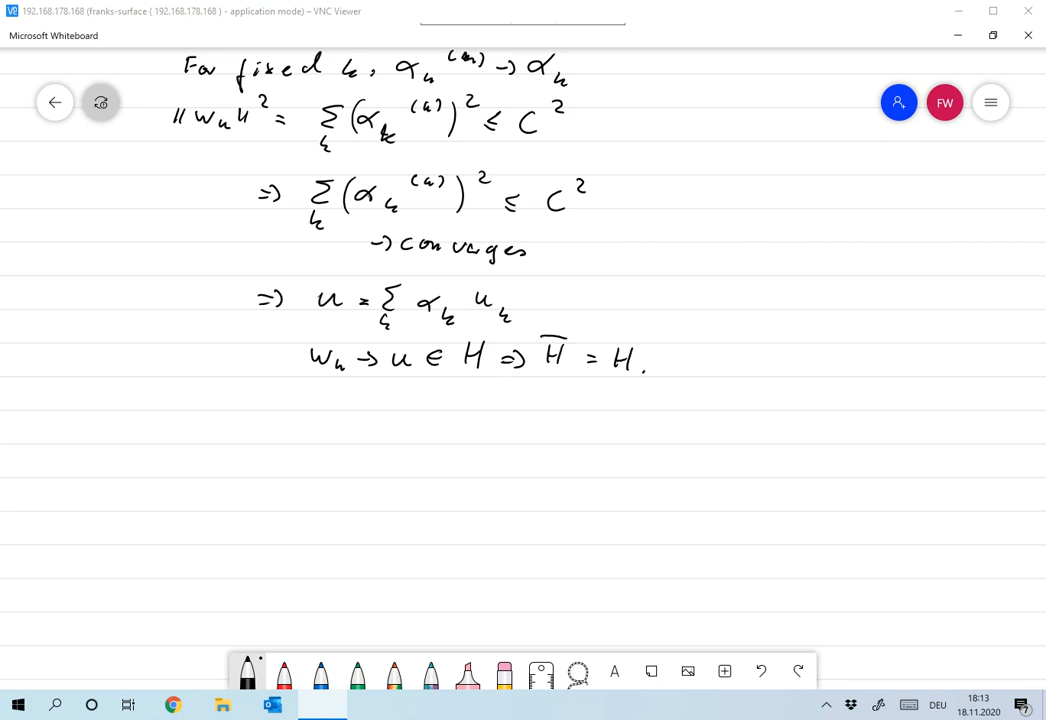 192.168.178.168 (franks-surface ( 192.168.178.168 ) - application mode) – VNC Viewer
Microsoft Whiteboard
For fixed k, α_k^(n) → α_k
‖w_n‖² = Σ_k (α_k^(n))² ≤ C²
⇒ Σ_k (α_k^(n))² ≤ C²
→ converges
⇒ u = Σ_k α_k u_k
w_n → u ∈ H ⇒ H̅ = H.
FW
A
DEU
18:13
18.11.2020
7